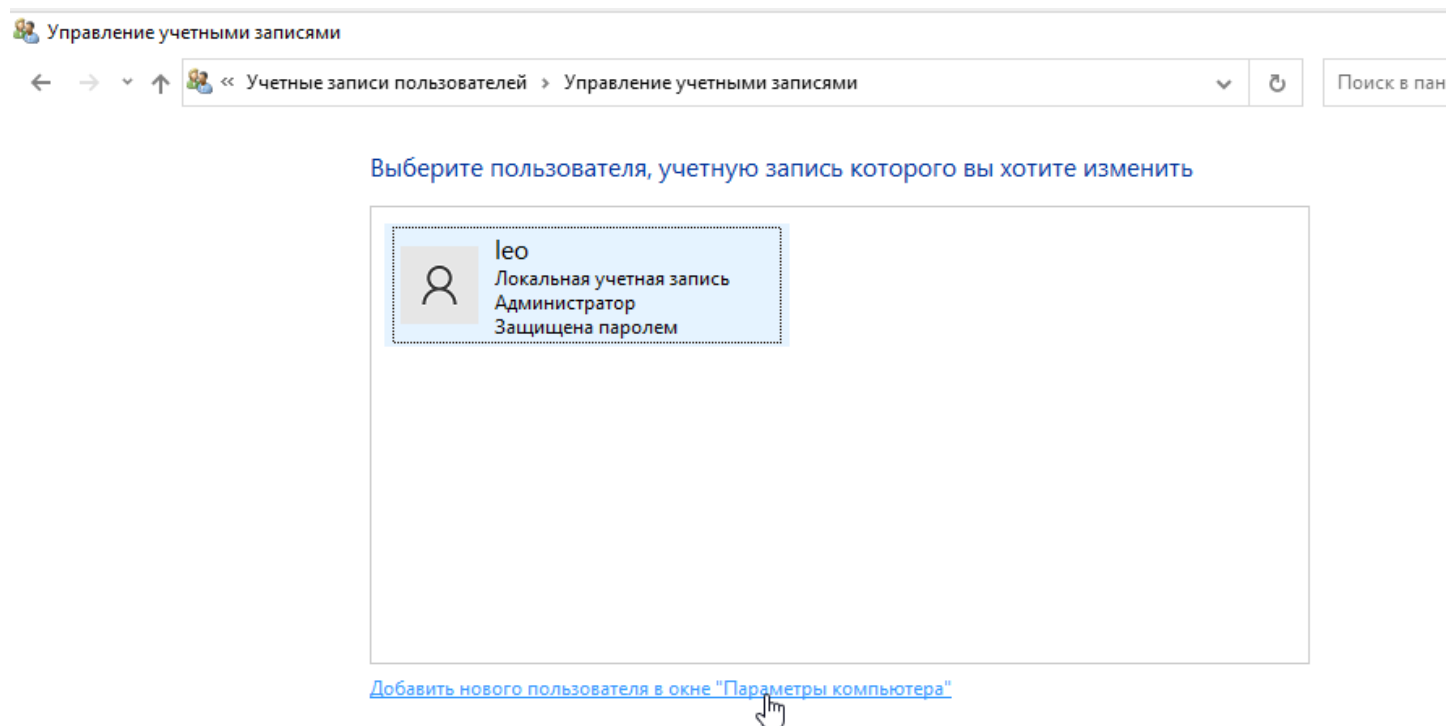 Управление учетными записями
« Учетные записи пользователей › Управление учетными записями
Поиск в пан
Выберите пользователя, учетную запись которого вы хотите изменить
leo
Локальная учетная запись
Администратор
Защищена паролем
Добавить нового пользователя в окне "Параметры компьютера"